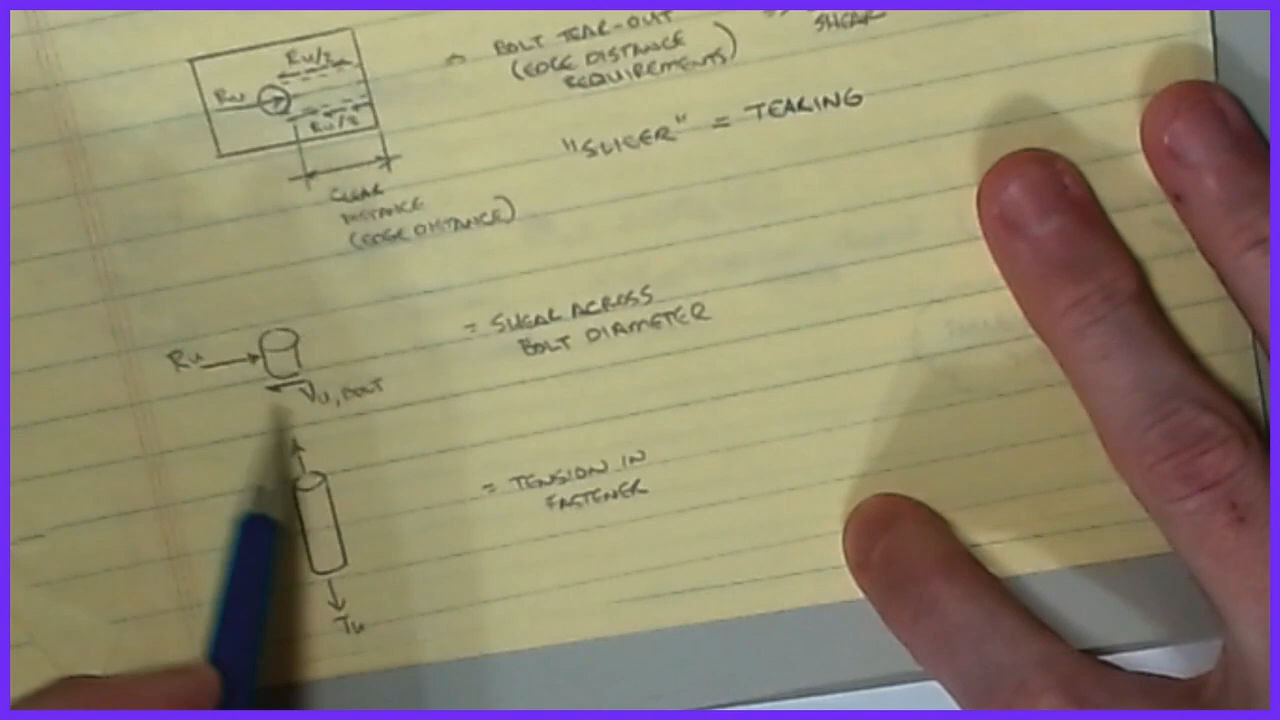 Ru/2
Ru
Ru/2
CLEAR
DISTANCE
(EDGE DISTANCE)
= BOLT TEAR-OUT
(EDGE DISTANCE
REQUIREMENTS)
SHEAR
"SLICER" = TEARING
Ru
Vu, BOLT
= SHEAR ACROSS
BOLT DIAMETER
Tu
= TENSION IN
FASTENER